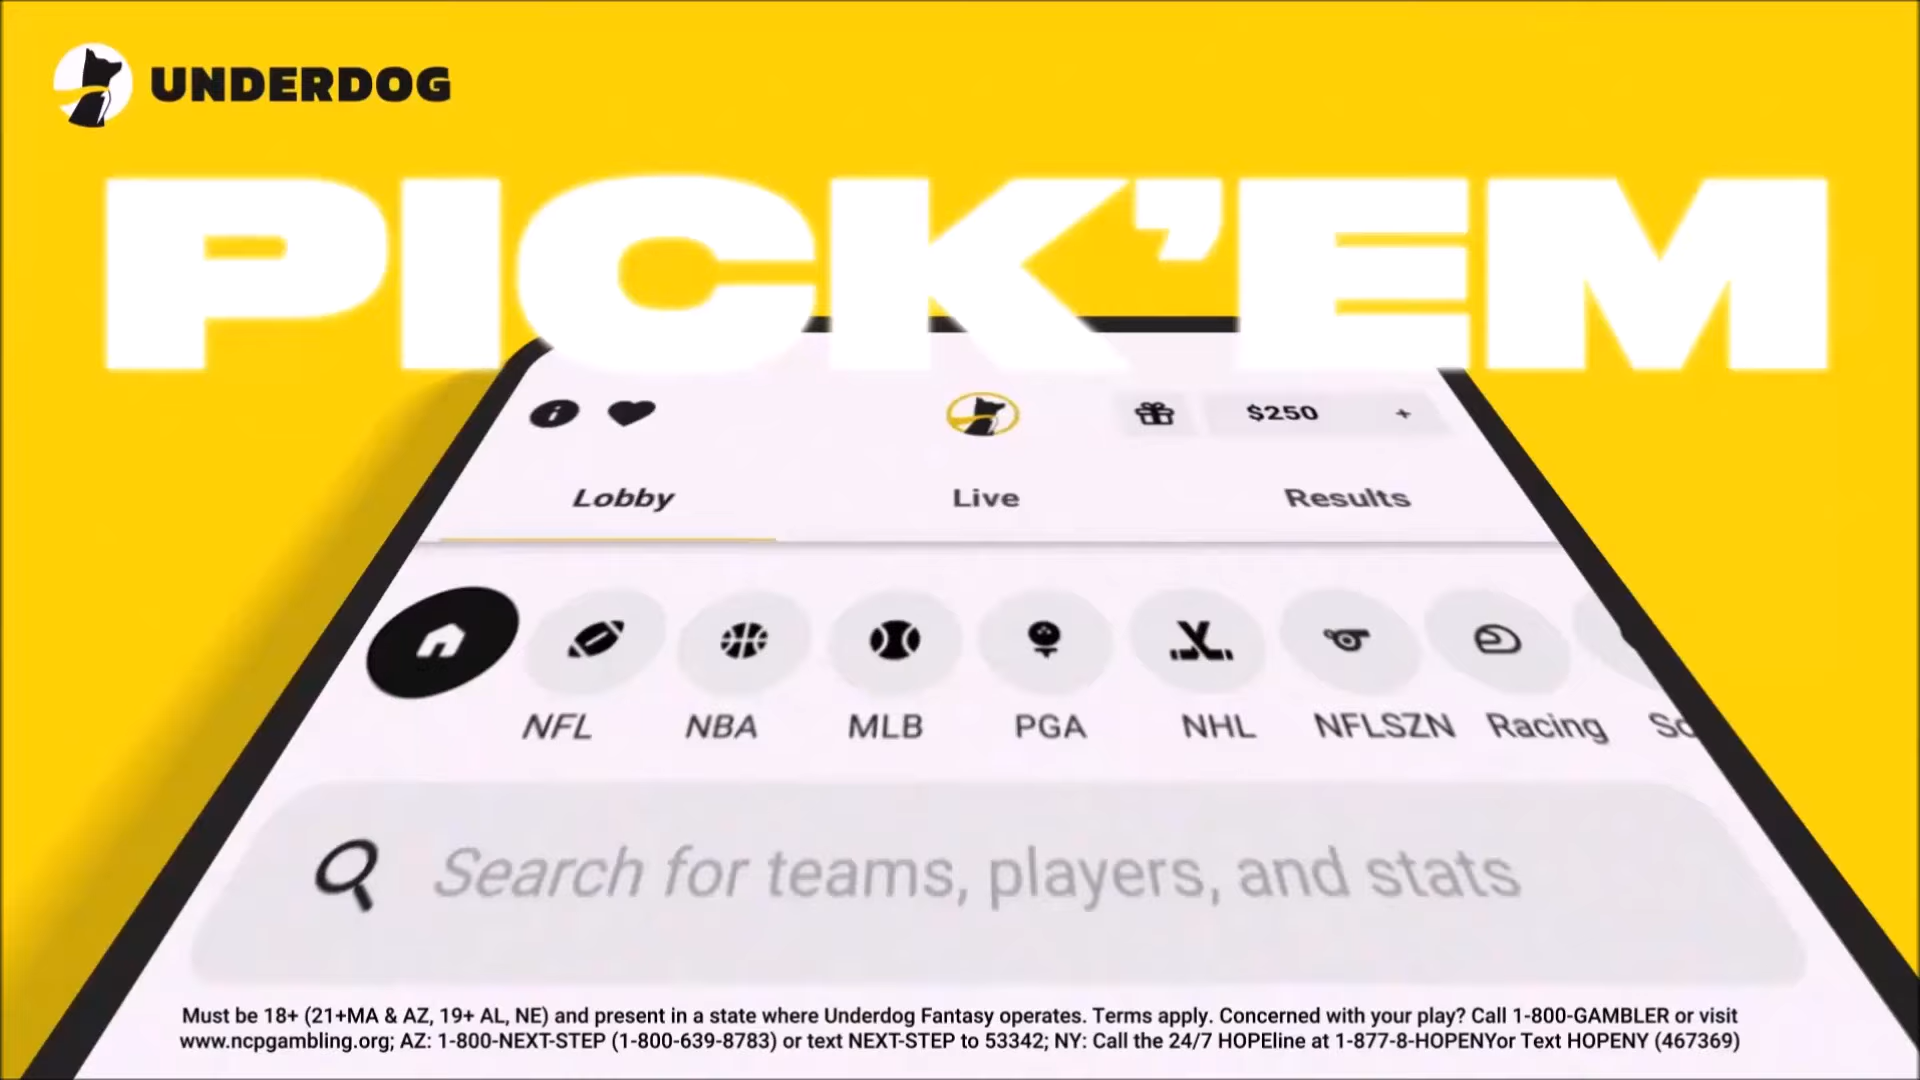 UNDERDOG
PICK'EM
$250 +
Lobby Live Results
NFL NBA MLB PGA NHL NFLSZN Racing
Search for teams, players, and stats
Must be 18+ (21+MA & AZ, 19+ AL, NE) and present in a state where Underdog Fantasy operates. Terms apply. Concerned with your play? Call 1-800-GAMBLER or visit
www.ncpgambling.org; AZ: 1-800-NEXT-STEP (1-800-639-8783) or text NEXT-STEP to 53342; NY: Call the 24/7 HOPEline at 1-877-8-HOPENYor Text HOPENY (467369)